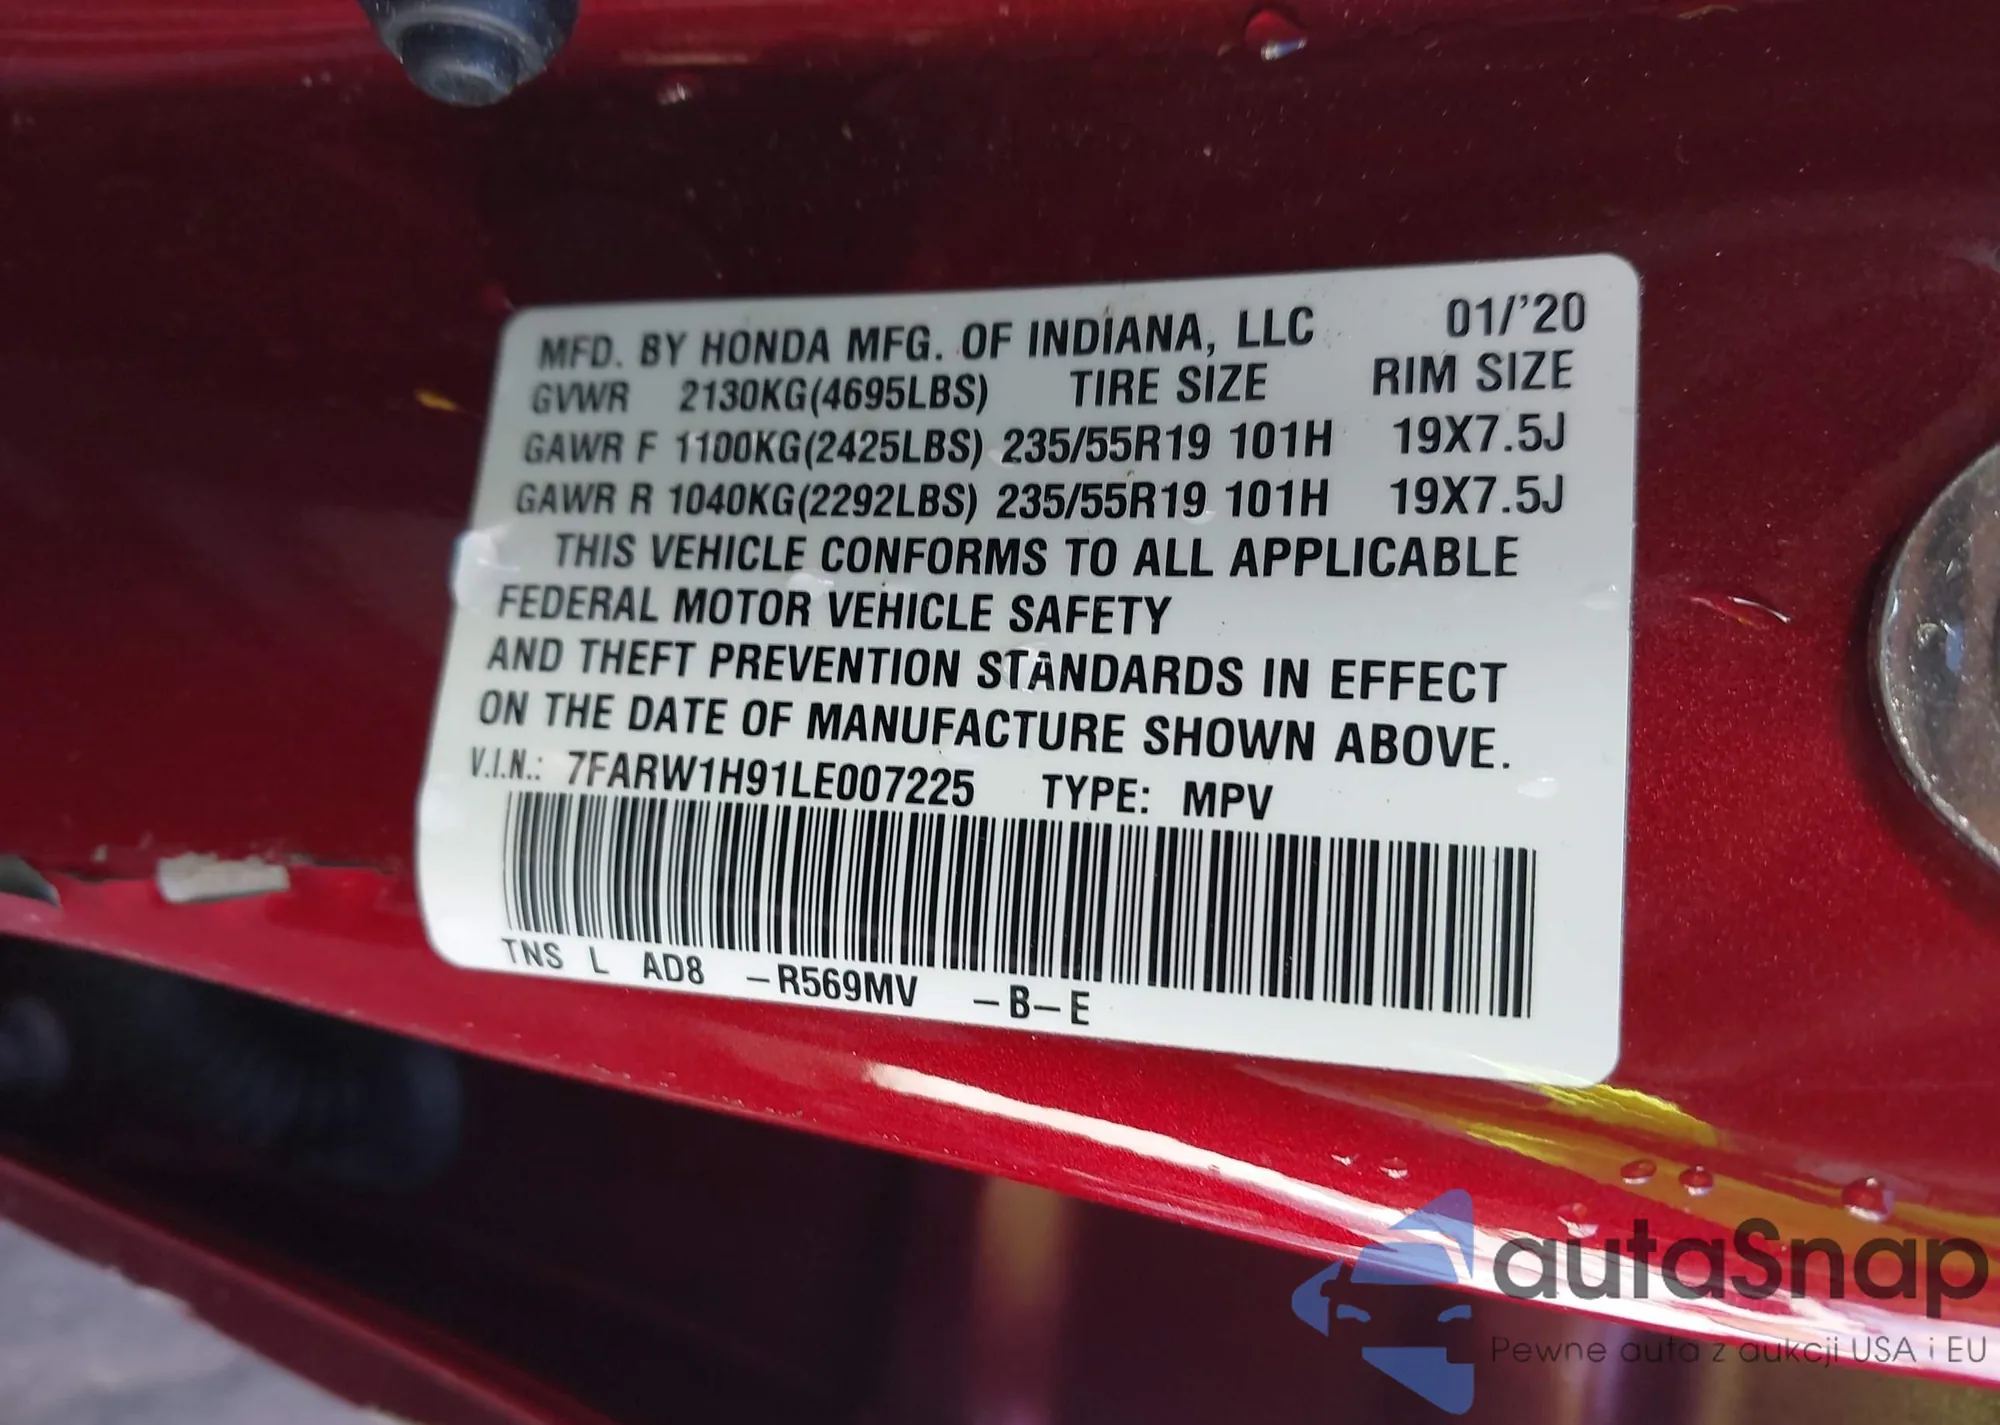 MFD. BY HONDA MFG. OF INDIANA, LLC 01/'20
GVWR 2130KG(4695LBS) TIRE SIZE RIM SIZE
GAWR F 1100KG(2425LBS) 235/55R19 101H 19X7.5J
GAWR R 1040KG(2292LBS) 235/55R19 101H 19X7.5J
THIS VEHICLE CONFORMS TO ALL APPLICABLE
FEDERAL MOTOR VEHICLE SAFETY
AND THEFT PREVENTION STANDARDS IN EFFECT
ON THE DATE OF MANUFACTURE SHOWN ABOVE.
V.I.N.: 7FARW1H91LE007225 TYPE: MPV
TNS L AD8 -R569MV -B-E
autaSnap
Pewne auta z aukcji USA i EU